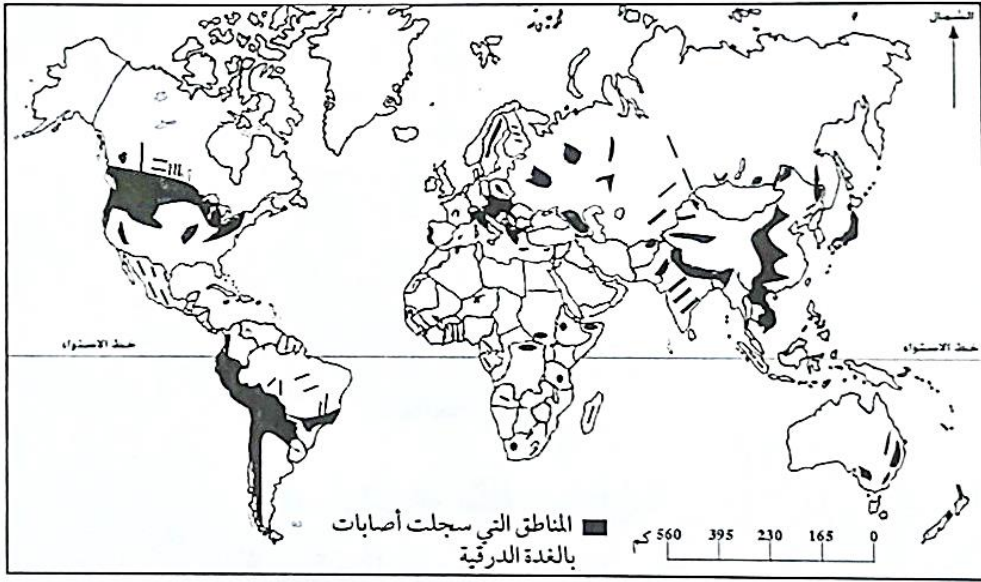 الشمال
خط الاستواء
خط الاستواء
المناطق التي سجلت أصابات
بالغدة الدرقية
0 165 230 395 560 كم